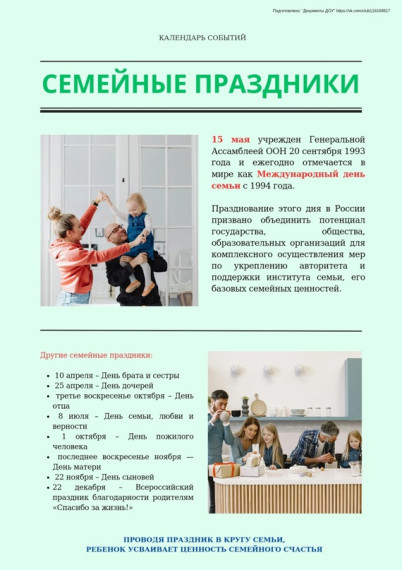 Подготовлено: "Документы ДОУ" https://vk.com/club216169817
КАЛЕНДАРЬ СОБЫТИЙ
СЕМЕЙНЫЕ ПРАЗДНИКИ
15 мая учрежден Генеральной
Ассамблеей ООН 20 сентября 1993
года и ежегодно отмечается в
мире как Международный день
семьи с 1994 года.
Празднование этого дня в России
призвано объединить потенциал
государства, общества,
образовательных организаций для
комплексного осуществления мер
по укреплению авторитета и
поддержки института семьи, его
базовых семейных ценностей.
Другие семейные праздники:
• 10 апреля – День брата и сестры
• 25 апреля – День дочерей
• третье воскресенье октября – День
отца
• 8 июля – День семьи, любви и
верности
• 1 октября – День пожилого
человека
• последнее воскресенье ноября —
День матери
• 22 ноября – День сыновей
• 22 декабря – Всероссийский
праздник благодарности родителям
«Спасибо за жизнь!»
ПРОВОДЯ ПРАЗДНИК В КРУГУ СЕМЬИ,
РЕБЕНОК УСВАИВАЕТ ЦЕННОСТЬ СЕМЕЙНОГО СЧАСТЬЯ